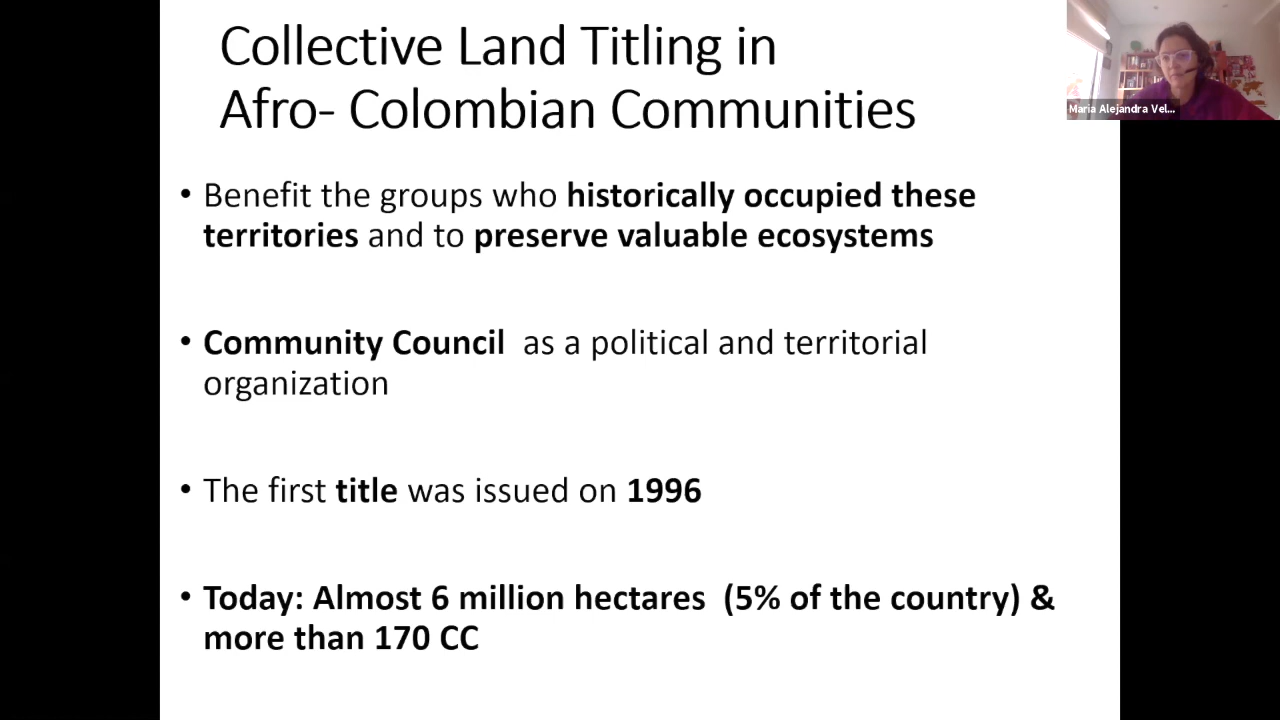 Collective Land Titling in
Afro- Colombian Communities
Maria Alejandra Vel...
• Benefit the groups who historically occupied these
territories and to preserve valuable ecosystems
• Community Council as a political and territorial
organization
• The first title was issued on 1996
• Today: Almost 6 million hectares (5% of the country) &
more than 170 CC